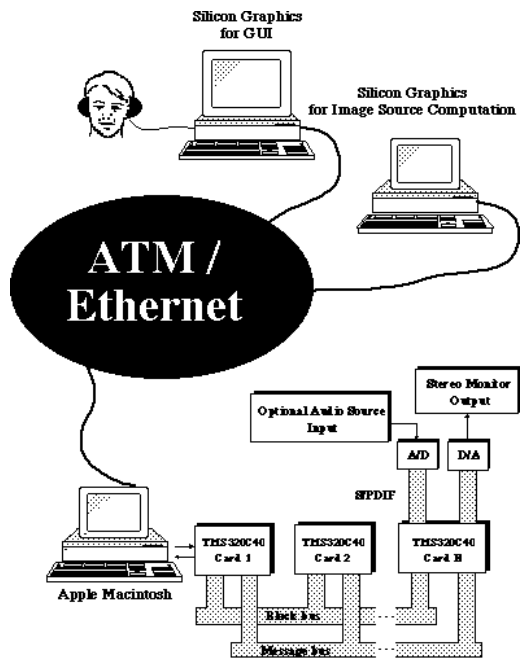 Silicon Graphics
for GUI
Silicon Graphics
for Image Source Computation
ATM /
Ethernet
Stereo Monitor
Output
Optional Audio Source
Input
A/D
D/A
S/PDIF
TMS320C40
Card 1
TMS320C40
Card 2
TMS320C40
Card N
Apple Macintosh
Block bus
Message bus